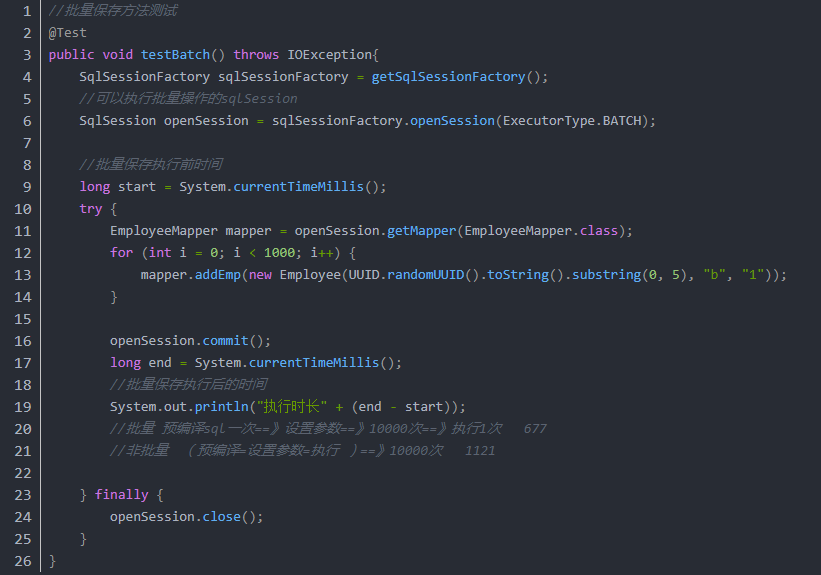 1 //批量保存方法测试
2 @Test
3 public void testBatch() throws IOException{
4     SqlSessionFactory sqlSessionFactory = getSqlSessionFactory();
5     //可以执行批量操作的sqlSession
6     SqlSession openSession = sqlSessionFactory.openSession(ExecutorType.BATCH);
7
8     //批量保存执行前时间
9     long start = System.currentTimeMillis();
10     try {
11         EmployeeMapper mapper = openSession.getMapper(EmployeeMapper.class);
12         for (int i = 0; i < 1000; i++) {
13             mapper.addEmp(new Employee(UUID.randomUUID().toString().substring(0, 5), "b", "1"));
14         }
15
16         openSession.commit();
17         long end = System.currentTimeMillis();
18         //批量保存执行后的时间
19         System.out.println("执行时长" + (end - start));
20         //批量 预编译sql一次==》设置参数==》10000次==》执行1次   677
21         //非批量  （预编译=设置参数=执行 ）==》10000次   1121
22
23     } finally {
24         openSession.close();
25     }
26 }